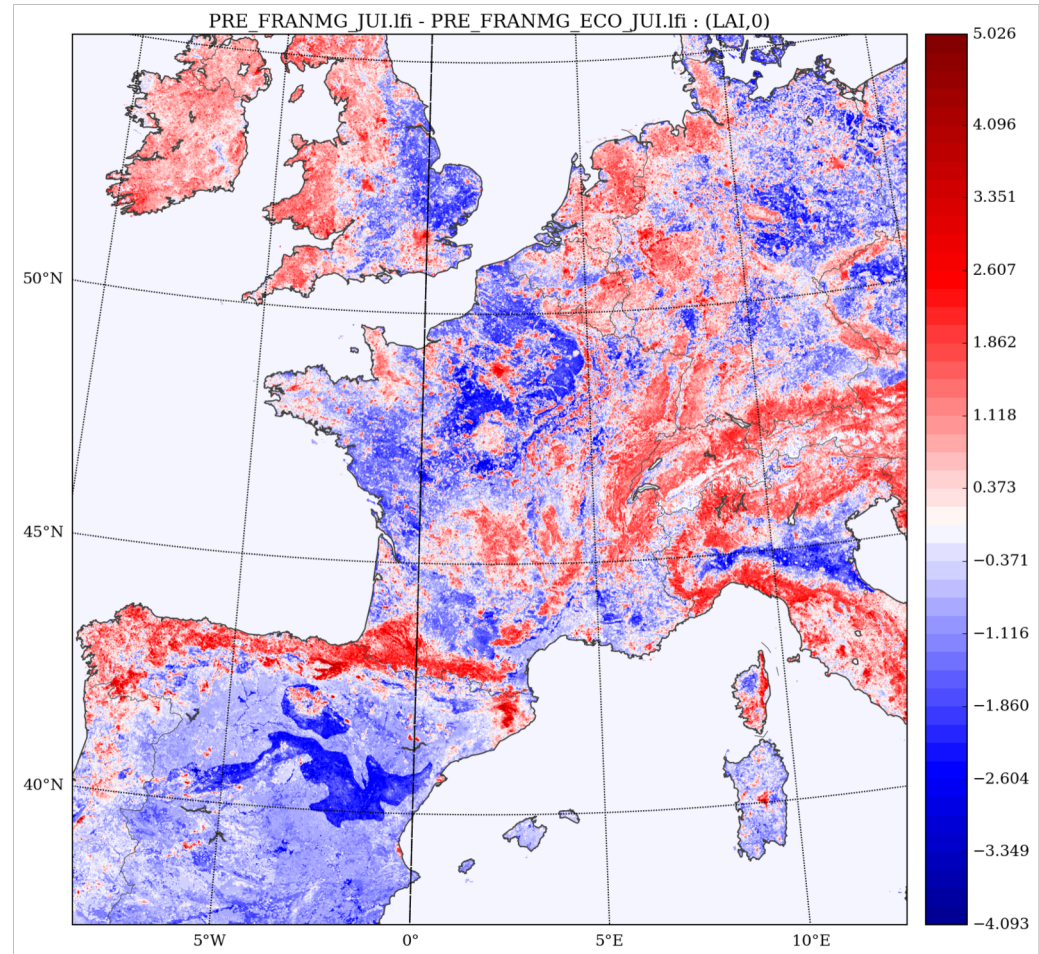 PRE_FRANMG_JUI.lfi - PRE_FRANMG_ECO_JUI.lfi : (LAI,0)
5.026
4.096
3.351
2.607
1.862
1.118
0.373
−0.371
−1.116
−1.860
−2.604
−3.349
−4.093
50°N
45°N
40°N
5°W
0°
5°E
10°E